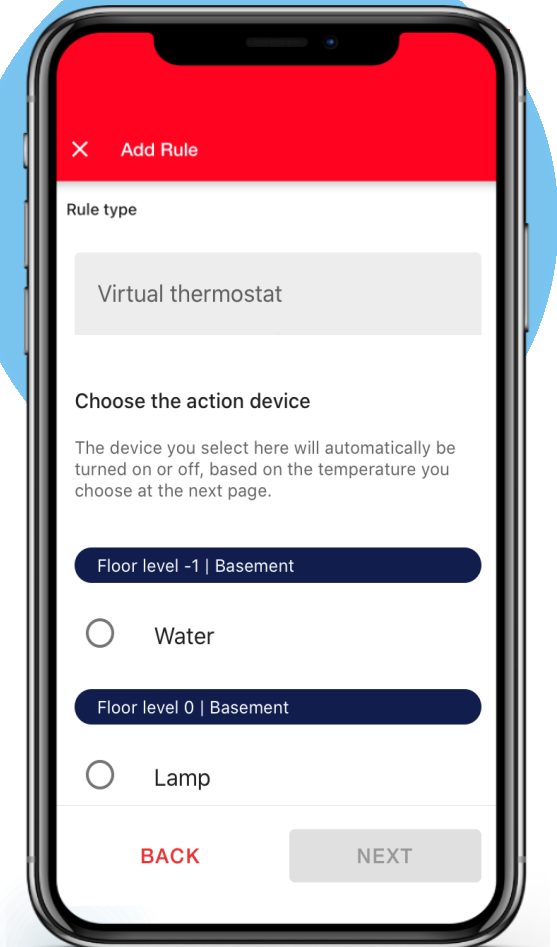 Add Rule
Rule type
Virtual thermostat
Choose the action device
The device you select here will automatically be
turned on or off, based on the temperature you
choose at the next page.
Floor level -1 | Basement
Water
Floor level 0 | Basement
Lamp
BACK NEXT